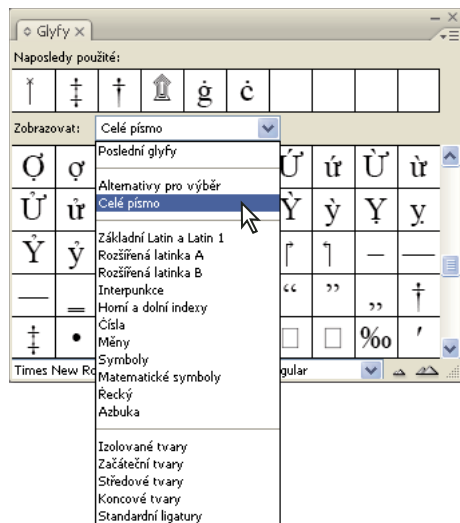 Glyfy ×
Naposledy použité:
‡ † ġ ċ
Zobrazovat: Celé písmo
Poslední glyfy
Alternativy pro výběr
Celé písmo
Základní Latin a Latin 1
Rozšířená latinka A
Rozšířená latinka B
Interpunkce
Horní a dolní indexy
Čísla
Měny
Symboly
Matematické symboly
Řecký
Azbuka
Izolované tvary
Začáteční tvary
Středové tvary
Koncové tvary
Standardní ligatury
Ợ ợ Ứ ứ Ừ ừ
Ử ử Ỳ ỳ Ỵ ỵ
Ỷ ỷ – —
― ‗ “ ” „ †
‡ • ‰ ′
Times New Ro gular